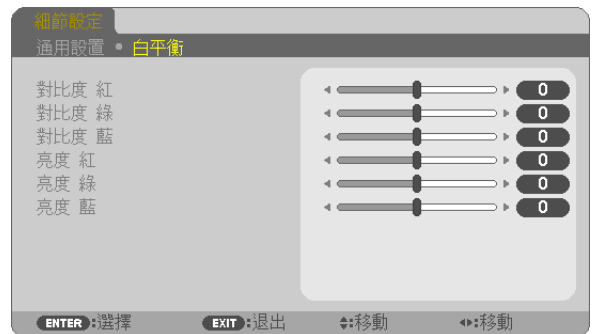 細節設定
通用設置 • 白平衡
對比度 紅 0
對比度 綠 0
對比度 藍 0
亮度 紅 0
亮度 綠 0
亮度 藍 0
ENTER:選擇 EXIT:退出 ♦:移動 ◂▸:移動